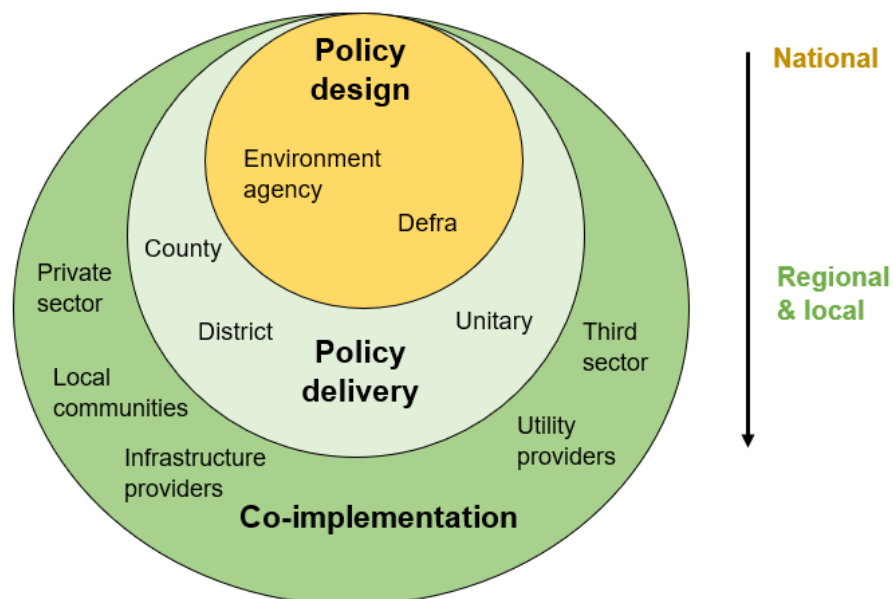 Policy
design
National
Environment
agency
Defra
County
Private
sector
Regional
& local
District
Unitary
Third
sector
Policy
delivery
Local
communities
Utility
providers
Infrastructure
providers
Co-implementation